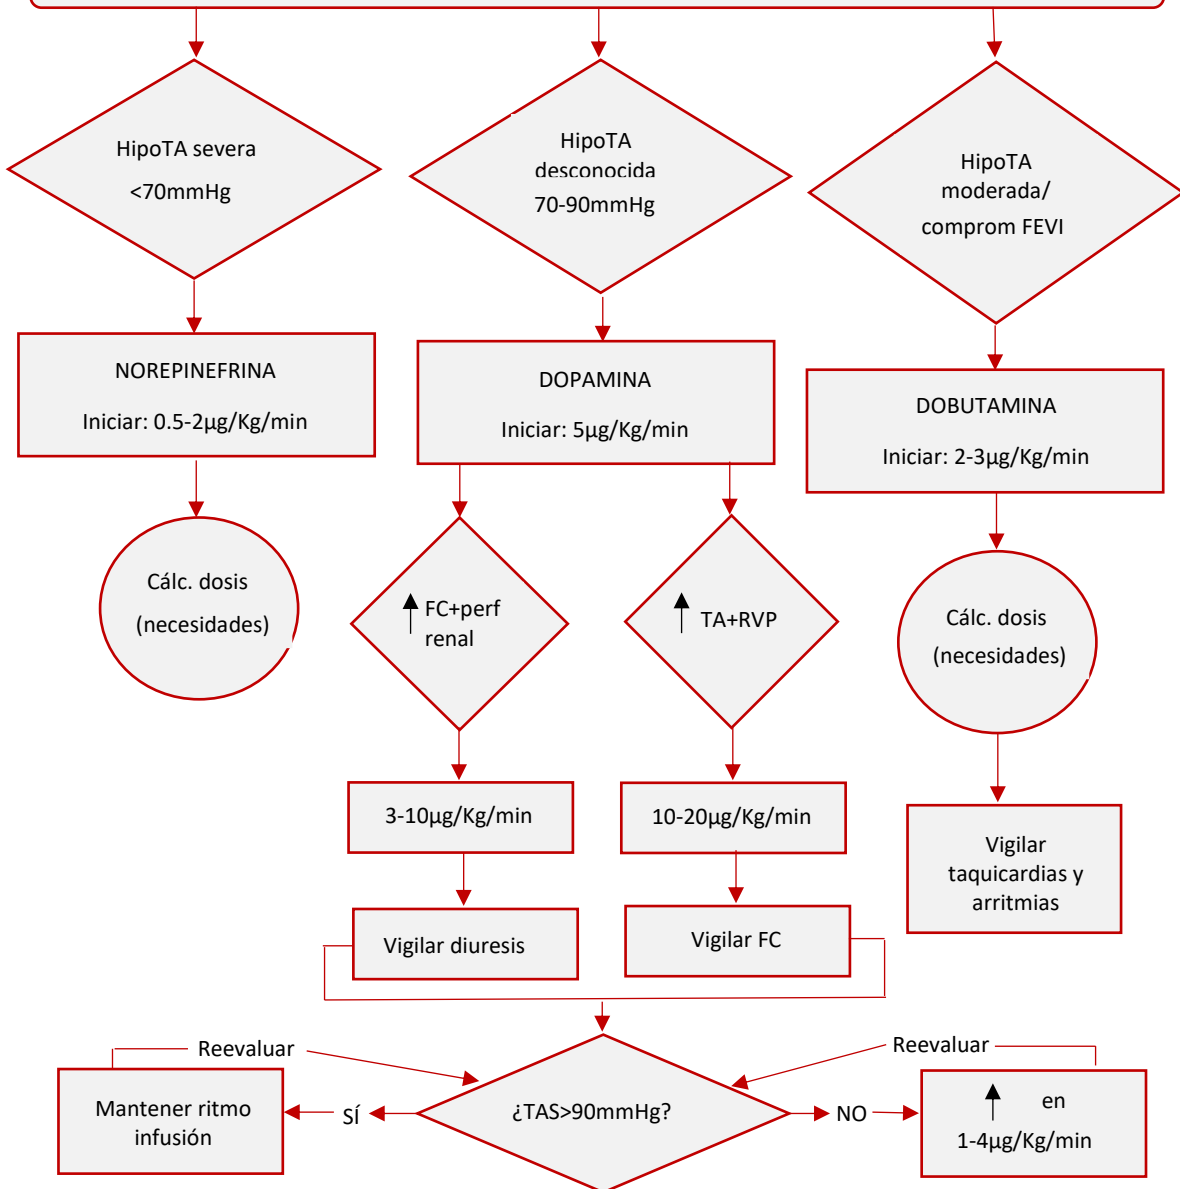 HipoTA severa
<70mmHg
HipoTA
desconocida
70-90mmHg
HipoTA
moderada/
comprom FEVI
NOREPINEFRINA
Iniciar: 0.5-2µg/Kg/min
DOPAMINA
Iniciar: 5µg/Kg/min
DOBUTAMINA
Iniciar: 2-3µg/Kg/min
Cálc. dosis
(necesidades)
FC+perf
renal
TA+RVP
Cálc. dosis
(necesidades)
3-10µg/Kg/min
10-20µg/Kg/min
Vigilar
taquicardias y
arritmias
Vigilar diuresis
Vigilar FC
Reevaluar
Reevaluar
Mantener ritmo
infusión
SÍ
¿TAS>90mmHg?
NO
en
1-4µg/Kg/min